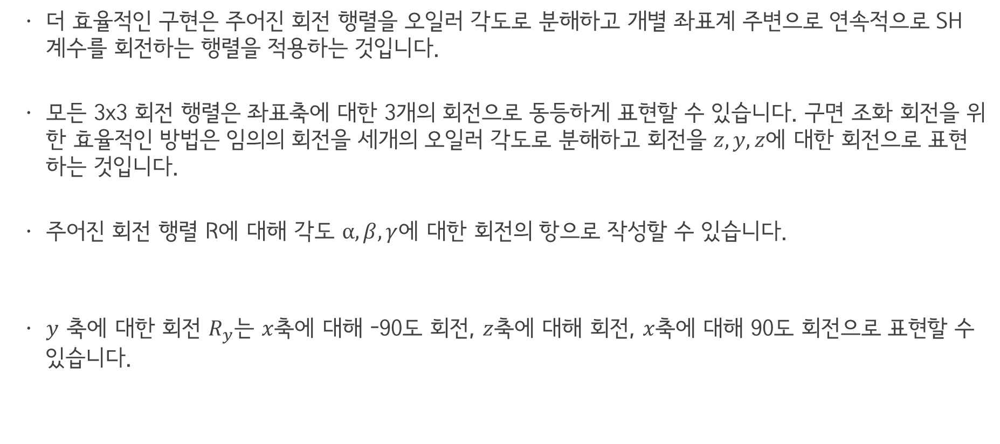 · 더 효율적인 구현은 주어진 회전 행렬을 오일러 각도로 분해하고 개별 좌표계 주변으로 연속적으로 SH
계수를 회전하는 행렬을 적용하는 것입니다.
· 모든 3x3 회전 행렬은 좌표축에 대한 3개의 회전으로 동등하게 표현할 수 있습니다. 구면 조화 회전을 위
한 효율적인 방법은 임의의 회전을 세개의 오일러 각도로 분해하고 회전을 z, y, z에 대한 회전으로 표현
하는 것입니다.
· 주어진 회전 행렬 R에 대해 각도 α, β, γ에 대한 회전의 항으로 작성할 수 있습니다.
· y 축에 대한 회전 R_y는 x축에 대해 -90도 회전, z축에 대해 회전, x축에 대해 90도 회전으로 표현할 수
있습니다.